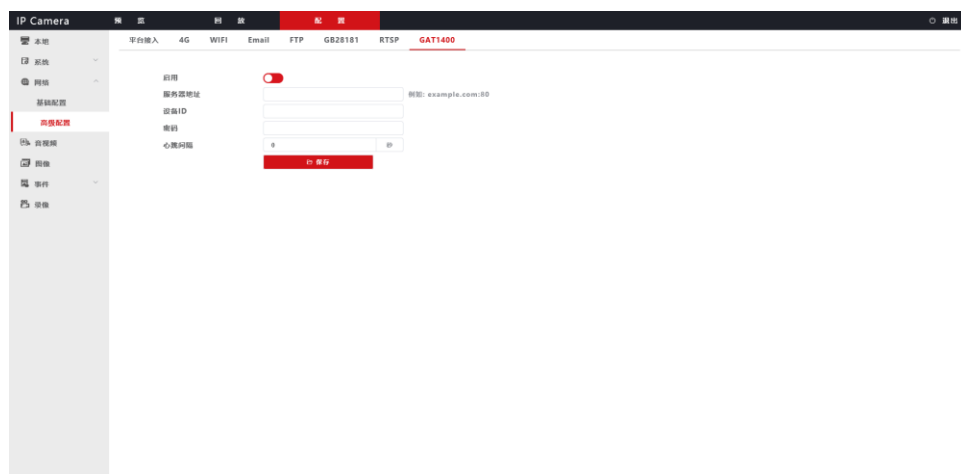 IP Camera 预 览 回 放 配 置 退出
本地
系统
网络
基础配置
高级配置
音视频
图像
事件
录像
平台接入 4G WIFI Email FTP GB28181 RTSP GAT1400
启用
服务器地址 例如: example.com:80
设备ID
密码
心跳间隔 0 秒
保存